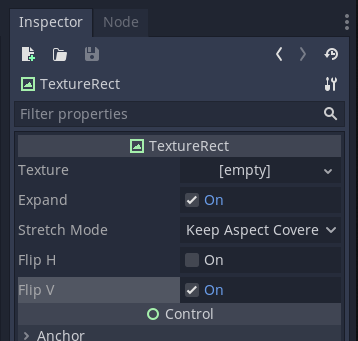 Inspector Node
TextureRect
Filter properties
TextureRect
Texture [empty]
Expand On
Stretch Mode Keep Aspect Covere
Flip H On
Flip V On
Control
Anchor